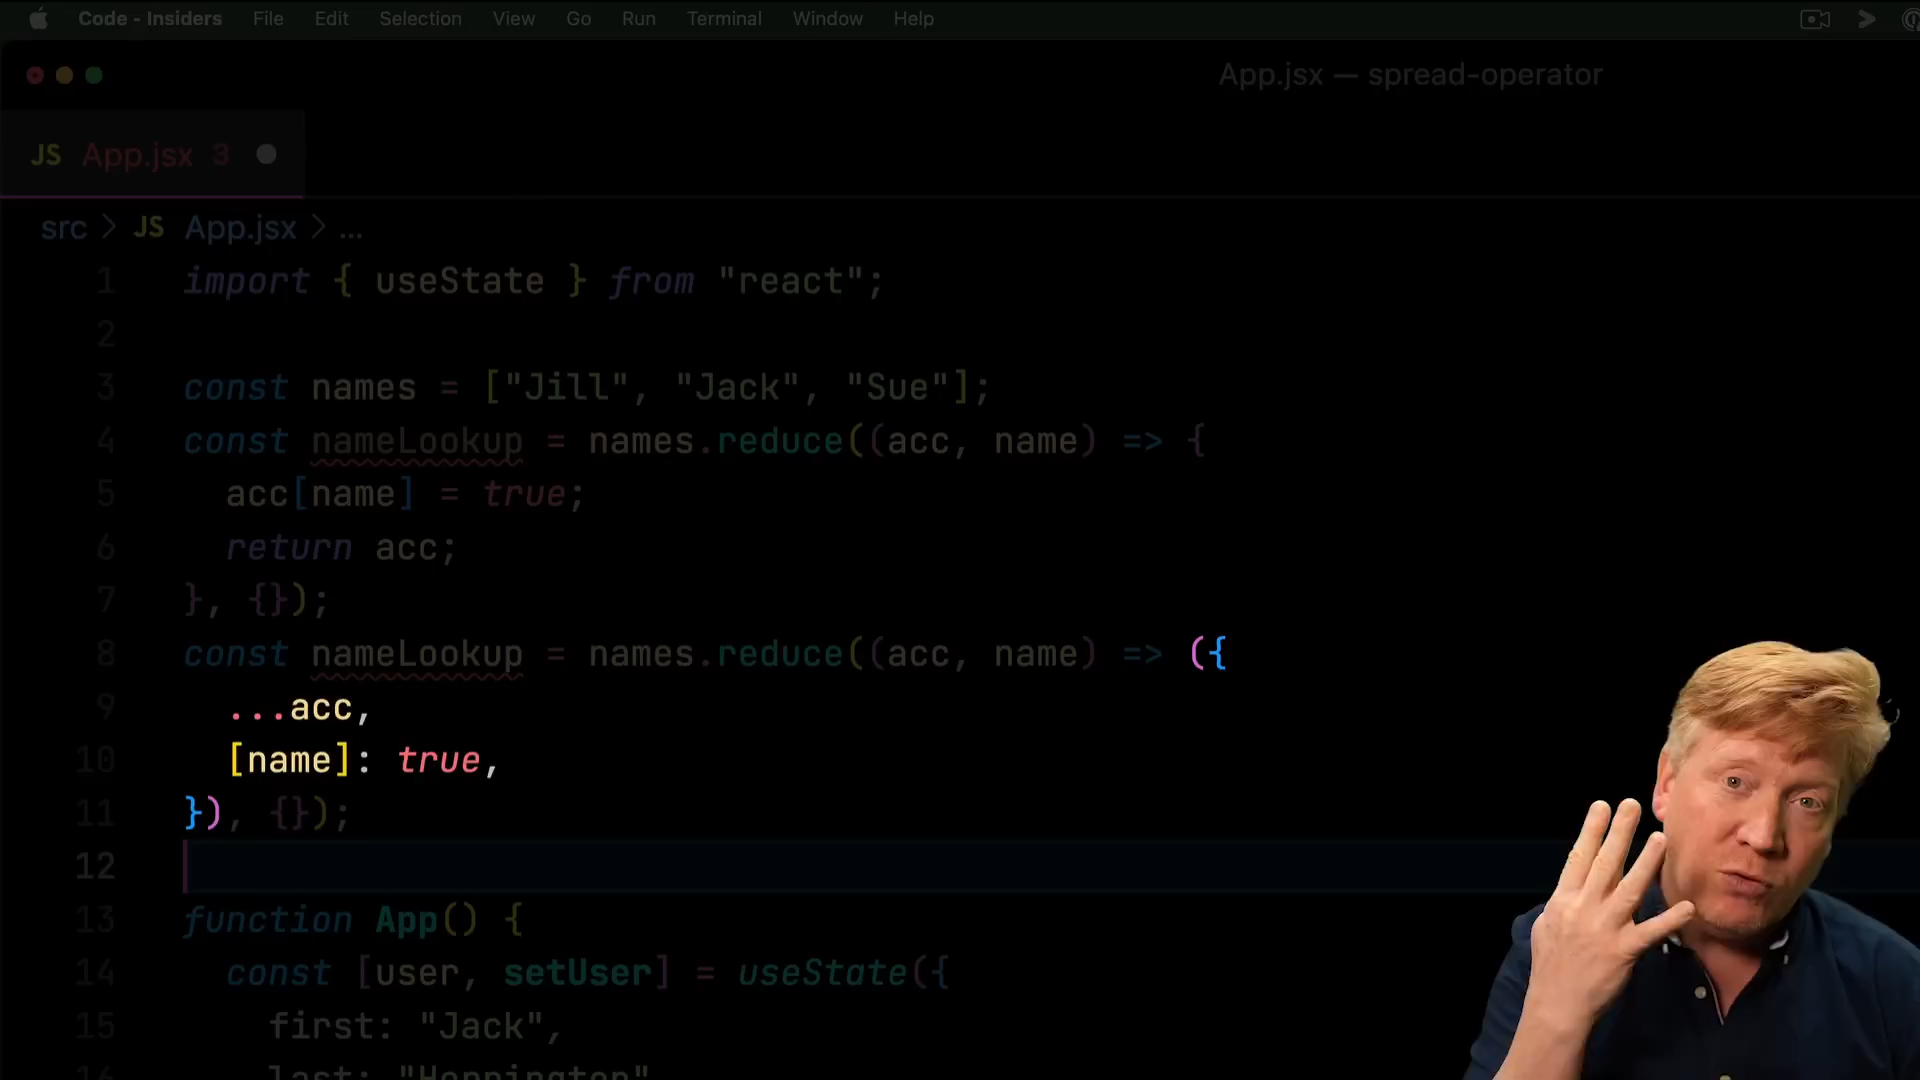 Code - Insiders File Edit Selection View Go Run Terminal Window Help
App.jsx — spread-operator
JS App.jsx 3
src > JS App.jsx > ...
1 import { useState } from "react";
2
3 const names = ["Jill", "Jack", "Sue"];
4 const nameLookup = names.reduce((acc, name) => {
5 acc[name] = true;
6 return acc;
7 }, {});
8 const nameLookup = names.reduce((acc, name) => ({
9 ...acc,
10 [name]: true,
11 }), {});
12
13 function App() {
14 const [user, setUser] = useState({
15 first: "Jack",
16 last: "Herrington"